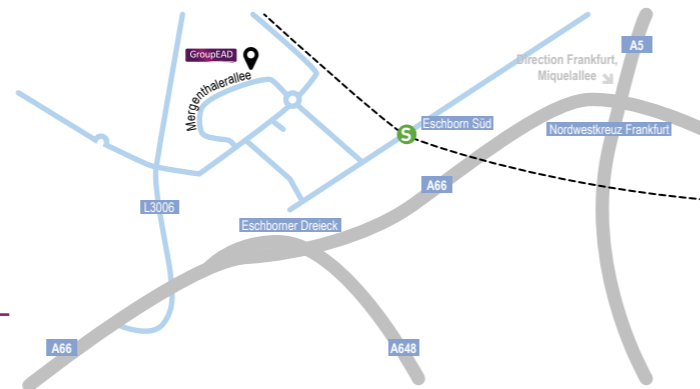 A5
GroupEAD
Direction Frankfurt,
Miquelallee
Mergenthalerallee
Eschborn Süd
S
Nordwestkreuz Frankfurt
A66
L3006
Eschborner Dreieck
A66
A648